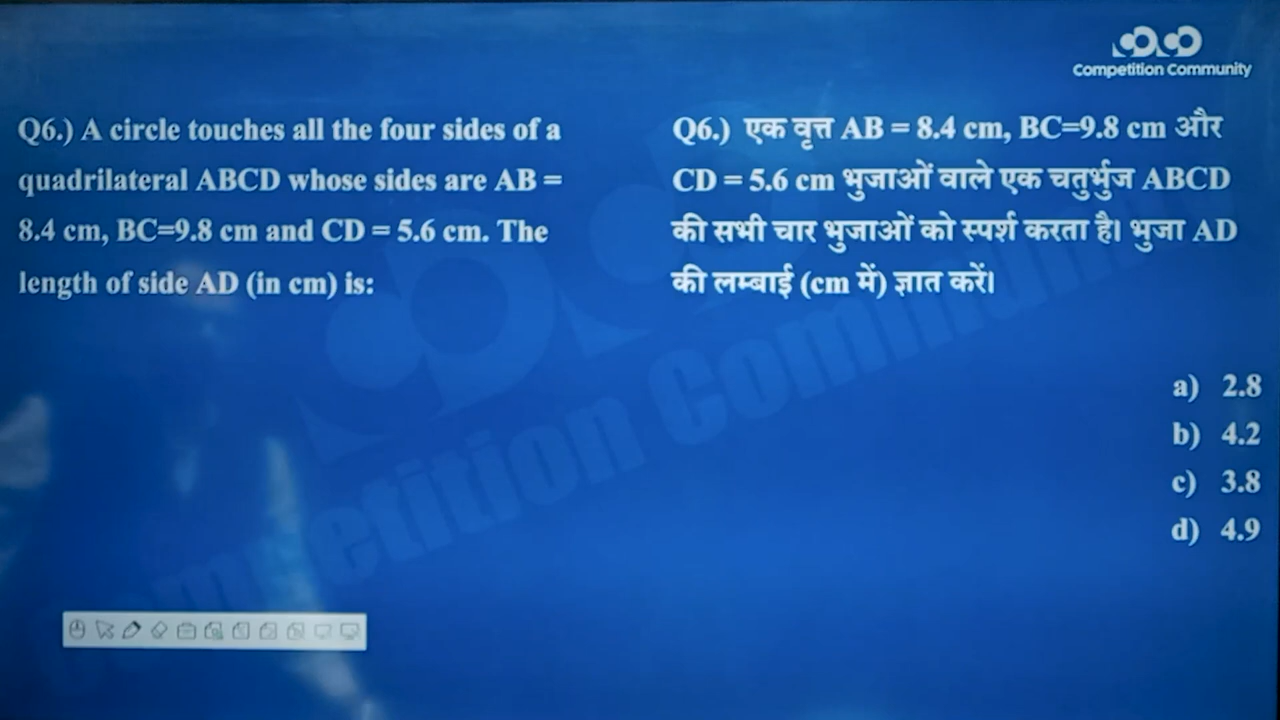 Competition Community
Q6.) A circle touches all the four sides of a
quadrilateral ABCD whose sides are AB =
8.4 cm, BC=9.8 cm and CD = 5.6 cm. The
length of side AD (in cm) is:
Q6.) एक वृत्त AB = 8.4 cm, BC=9.8 cm और
CD = 5.6 cm भुजाओं वाले एक चतुर्भुज ABCD
की सभी चार भुजाओं को स्पर्श करता है। भुजा AD
की लम्बाई (cm में) ज्ञात करें।
a) 2.8
b) 4.2
c) 3.8
d) 4.9
Competition Community